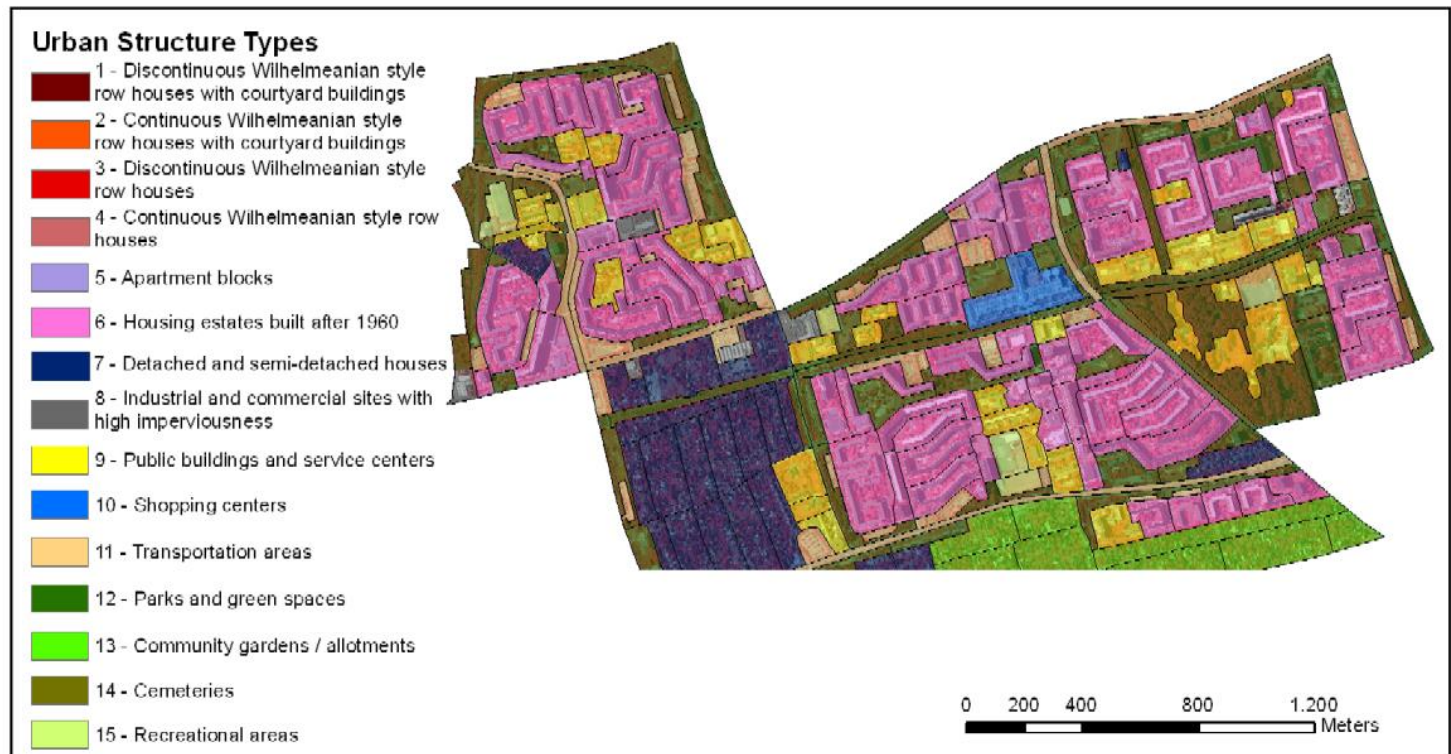 Urban Structure Types
1 - Discontinuous Wilhelmeanian style
row houses with courtyard buildings
2 - Continuous Wilhelmeanian style
row houses with courtyard buildings
3 - Discontinuous Wilhelmeanian style
row houses
4 - Continuous Wilhelmeanian style row
houses
5 - Apartment blocks
6 - Housing estates built after 1960
7 - Detached and semi-detached houses
8 - Industrial and commercial sites with
high imperviousness
9 - Public buildings and service centers
10 - Shopping centers
11 - Transportation areas
12 - Parks and green spaces
13 - Community gardens / allotments
14 - Cemeteries
15 - Recreational areas
0 200 400 800 1.200
Meters